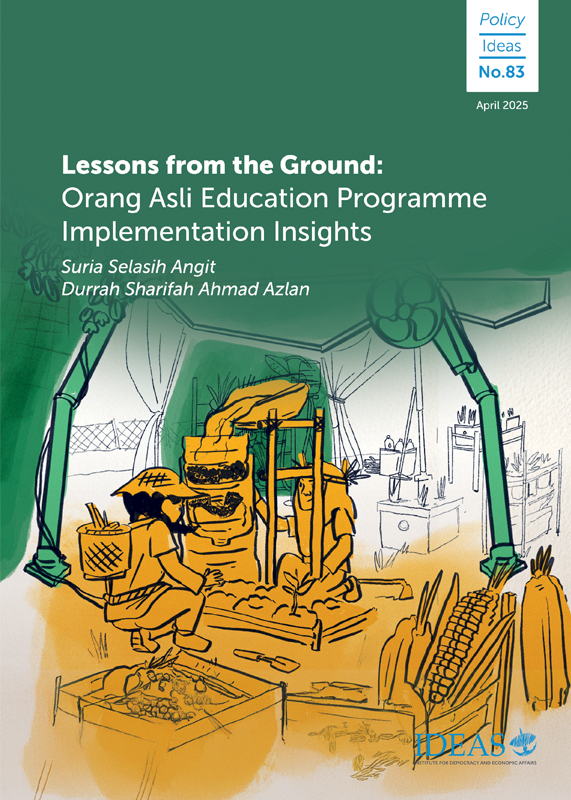 Policy
Ideas
No.83
April 2025
Lessons from the Ground:
Orang Asli Education Programme
Implementation Insights
Suria Selasih Angit
Durrah Sharifah Ahmad Azlan
IDEAS
INSTITUTE FOR DEMOCRACY AND ECONOMIC AFFAIRS